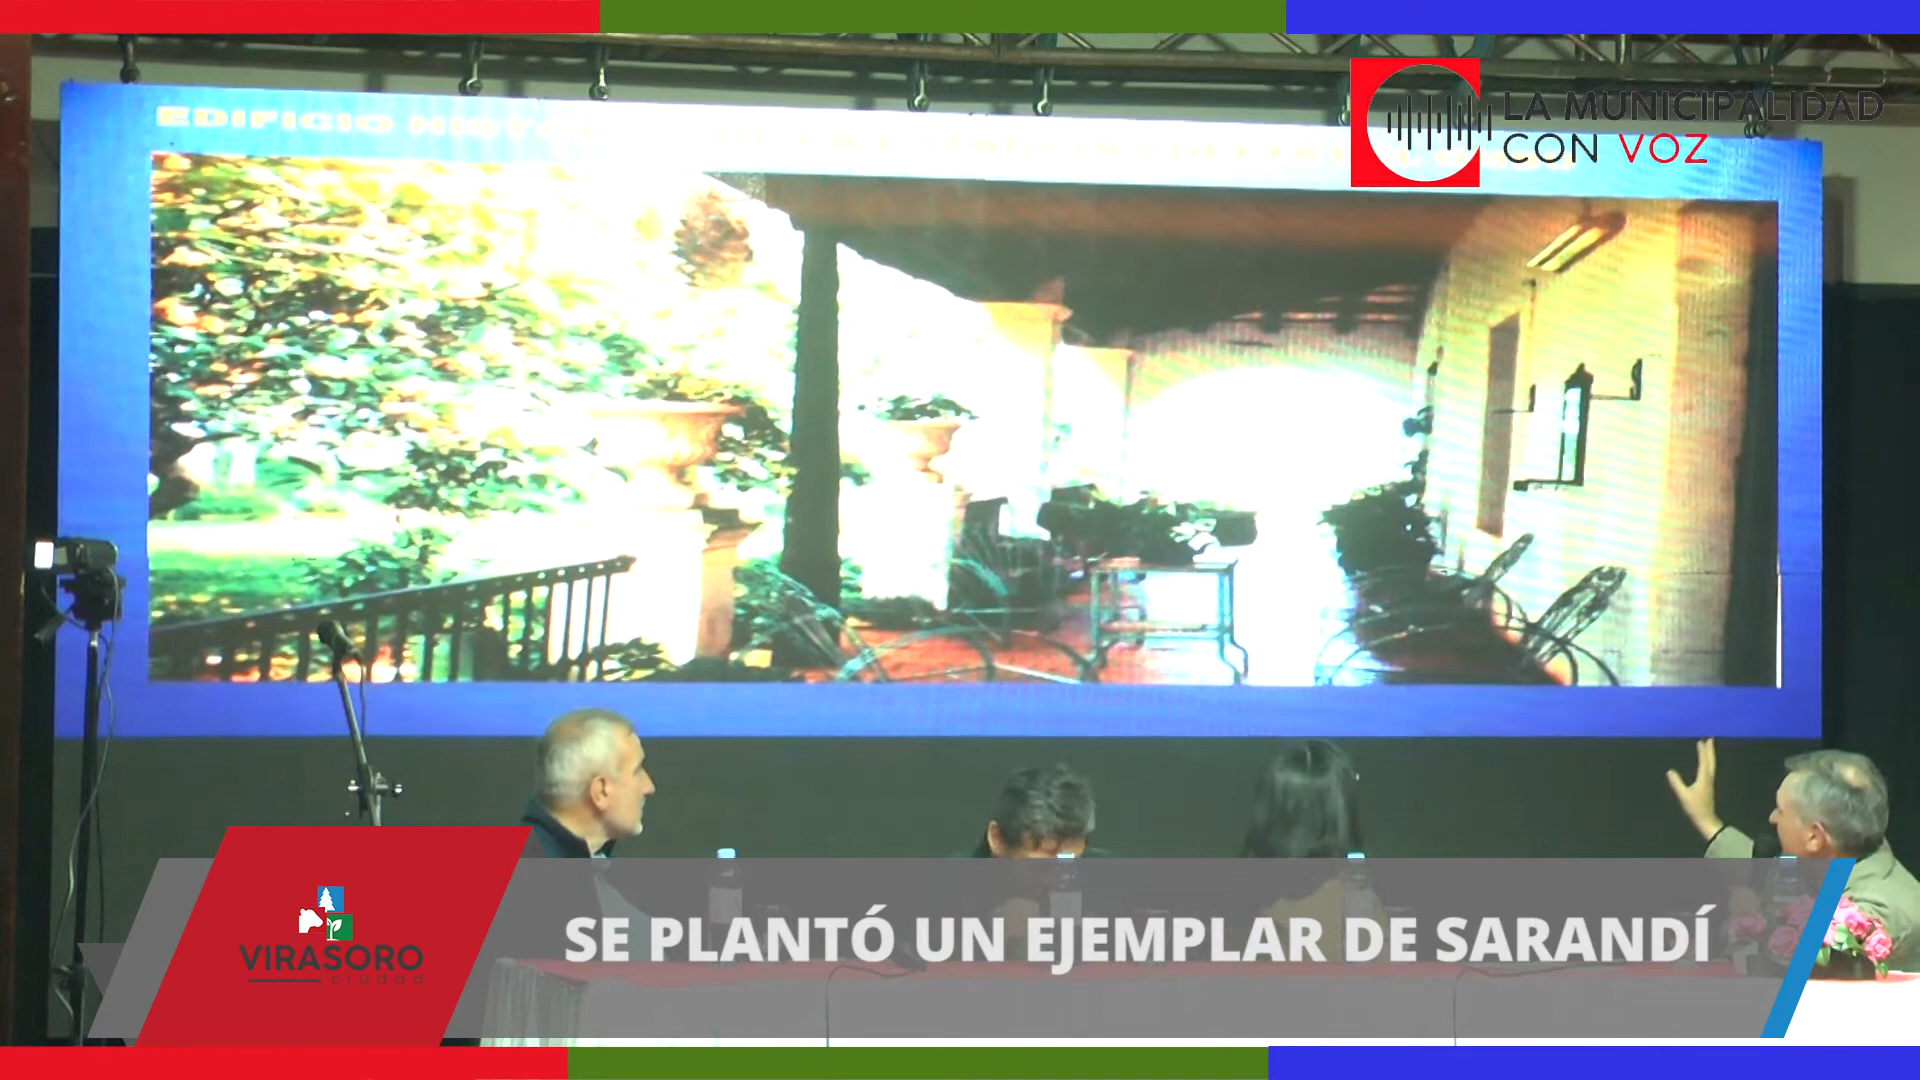 EDIFICIO
LA MUNICIPALIDAD
CON VOZ
VIRASORO
ciudad
SE PLANTÓ UN EJEMPLAR DE SARANDÍ